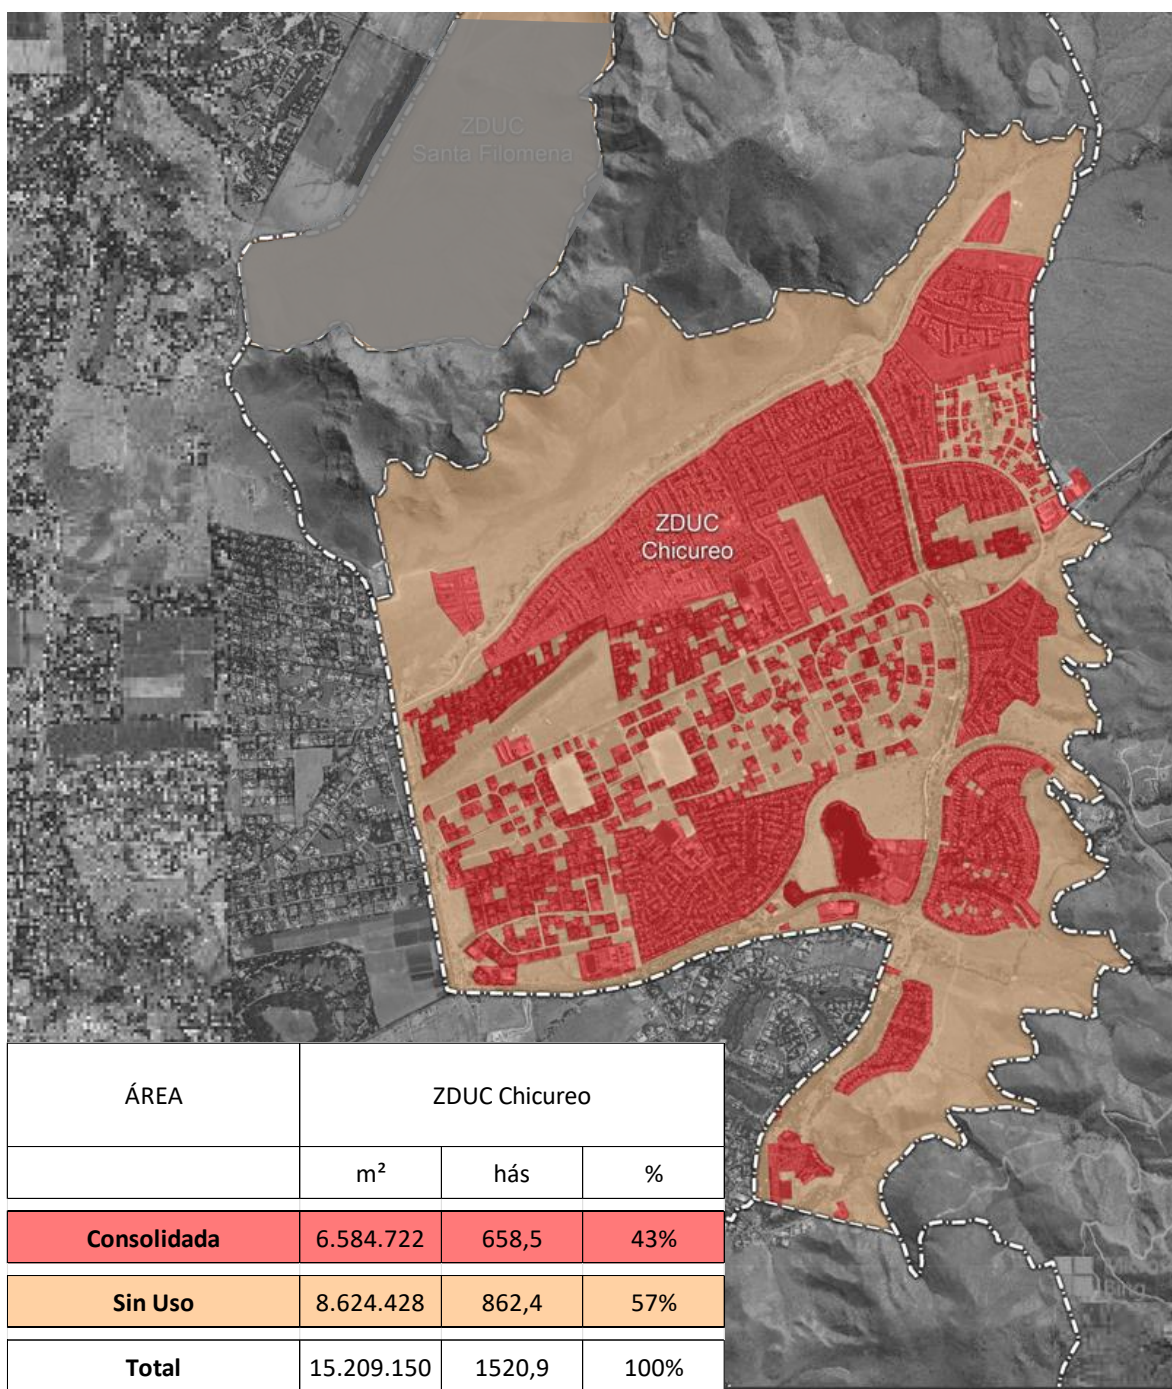 ZDUC
Santa Filomena
ZDUC
Chicureo
ÁREA ZDUC Chicureo
m² hás %
Consolidada 6.584.722 658,5 43%
Sin Uso 8.624.428 862,4 57%
Total 15.209.150 1520,9 100%
Bing